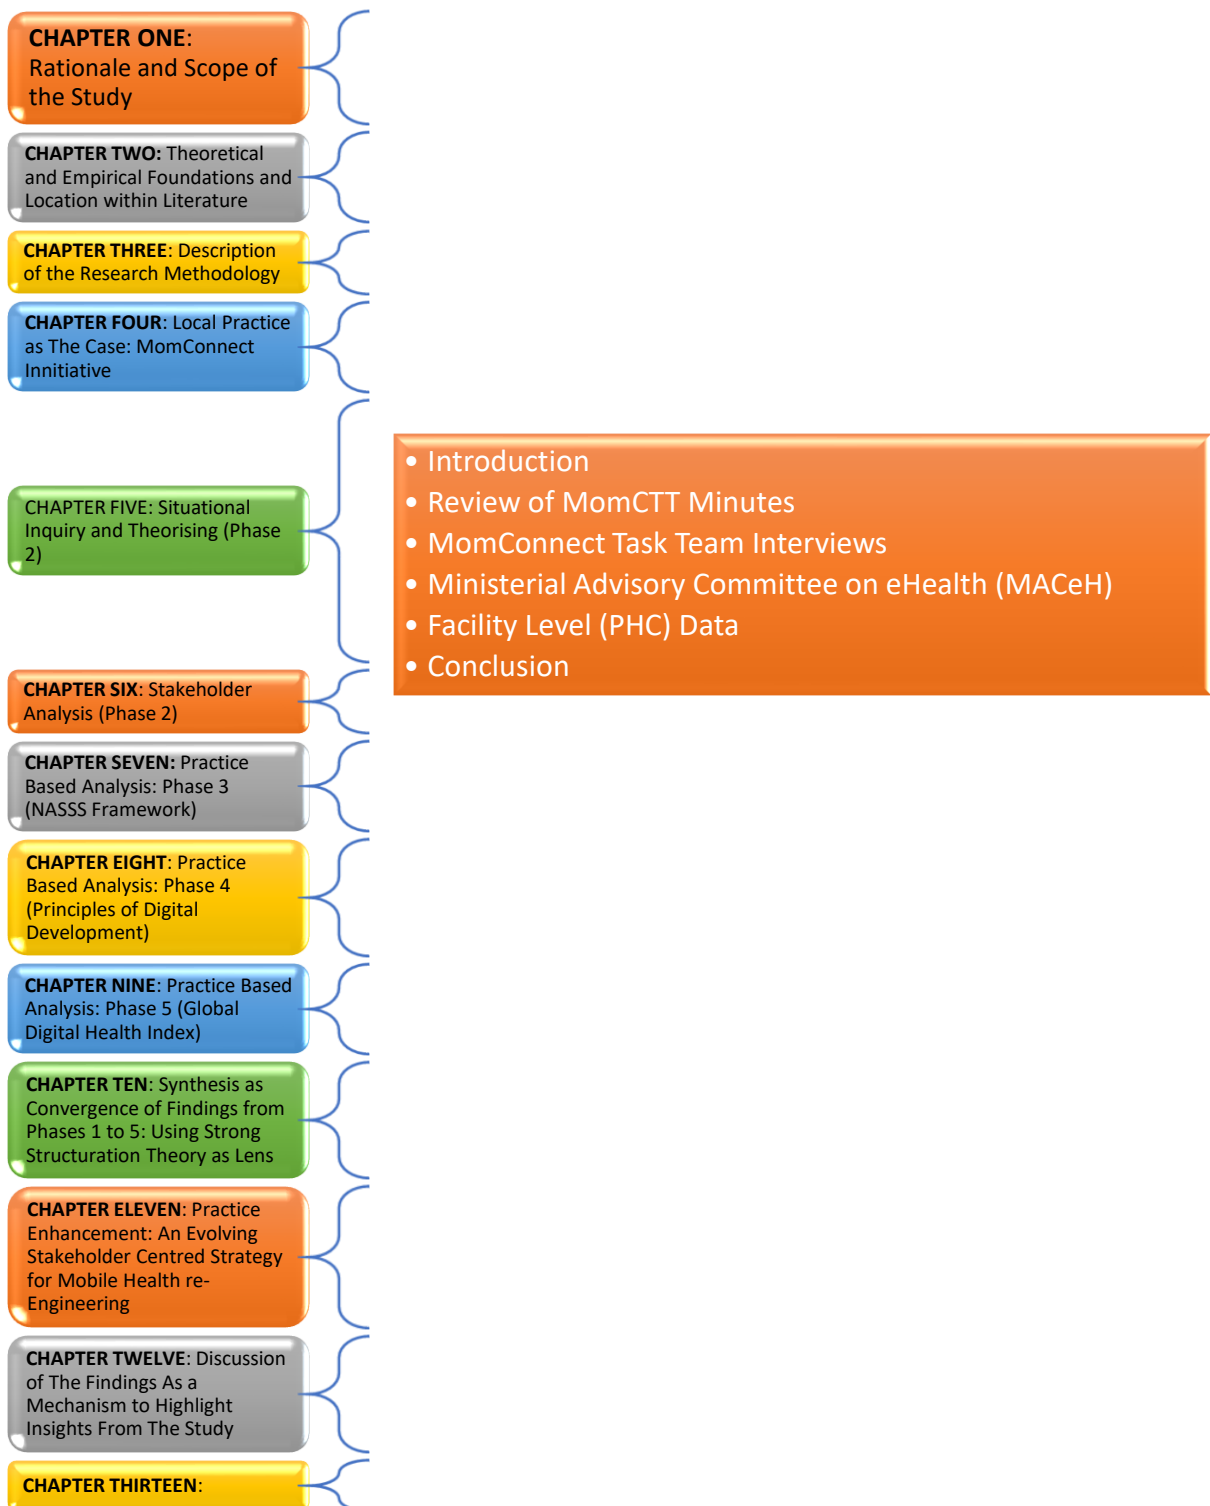 CHAPTER ONE:
Rationale and Scope of
the Study
CHAPTER TWO: Theoretical
and Empirical Foundations and
Location within Literature
CHAPTER THREE: Description
of the Research Methodology
CHAPTER FOUR: Local Practice
as The Case: MomConnect
Innitiative
CHAPTER FIVE: Situational
Inquiry and Theorising (Phase
2)
• Introduction
• Review of MomCTT Minutes
• MomConnect Task Team Interviews
• Ministerial Advisory Committee on eHealth (MACeH)
• Facility Level (PHC) Data
• Conclusion
CHAPTER SIX: Stakeholder
Analysis (Phase 2)
CHAPTER SEVEN: Practice
Based Analysis: Phase 3
(NASSS Framework)
CHAPTER EIGHT: Practice
Based Analysis: Phase 4
(Principles of Digital
Development)
CHAPTER NINE: Practice Based
Analysis: Phase 5 (Global
Digital Health Index)
CHAPTER TEN: Synthesis as
Convergence of Findings from
Phases 1 to 5: Using Strong
Structuration Theory as Lens
CHAPTER ELEVEN: Practice
Enhancement: An Evolving
Stakeholder Centred Strategy
for Mobile Health re-
Engineering
CHAPTER TWELVE: Discussion
of The Findings As a
Mechanism to Highlight
Insights From The Study
CHAPTER THIRTEEN: